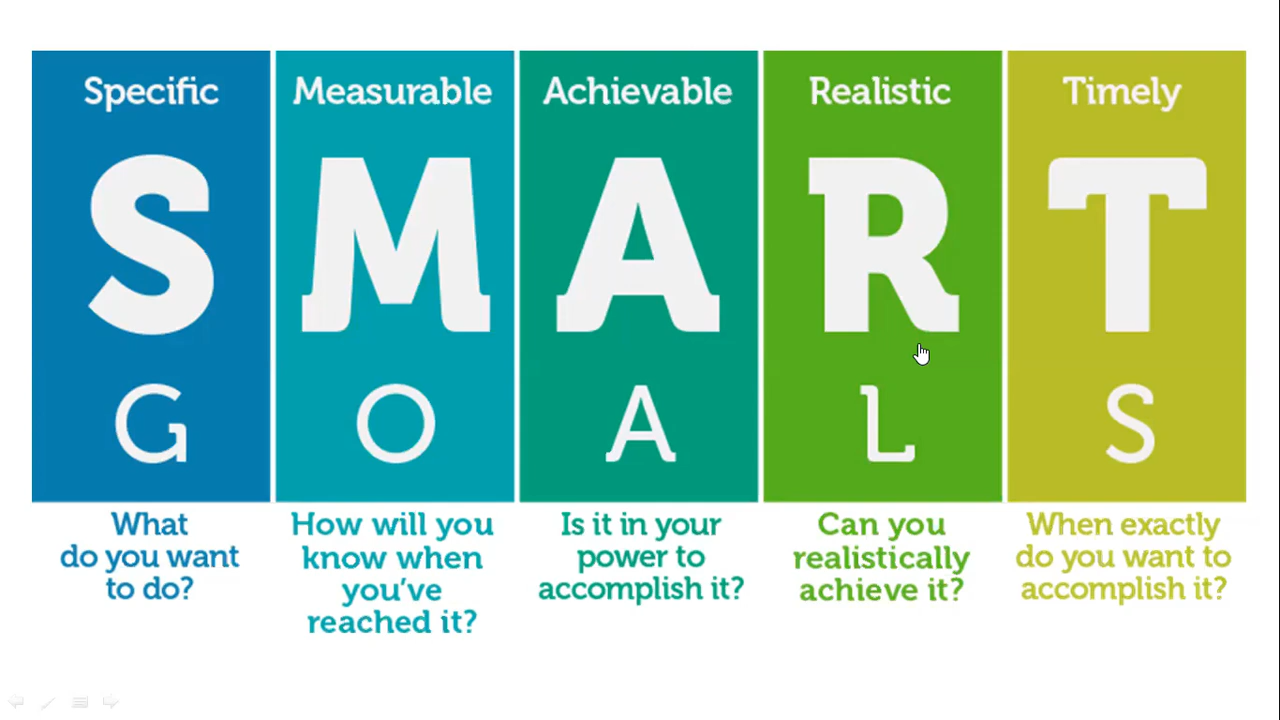 Specific Measurable Achievable Realistic Timely
S M A R T
G O A L S
What
do you want
to do?
How will you
know when
you've
reached it?
Is it in your
power to
accomplish it?
Can you
realistically
achieve it?
When exactly
do you want to
accomplish it?